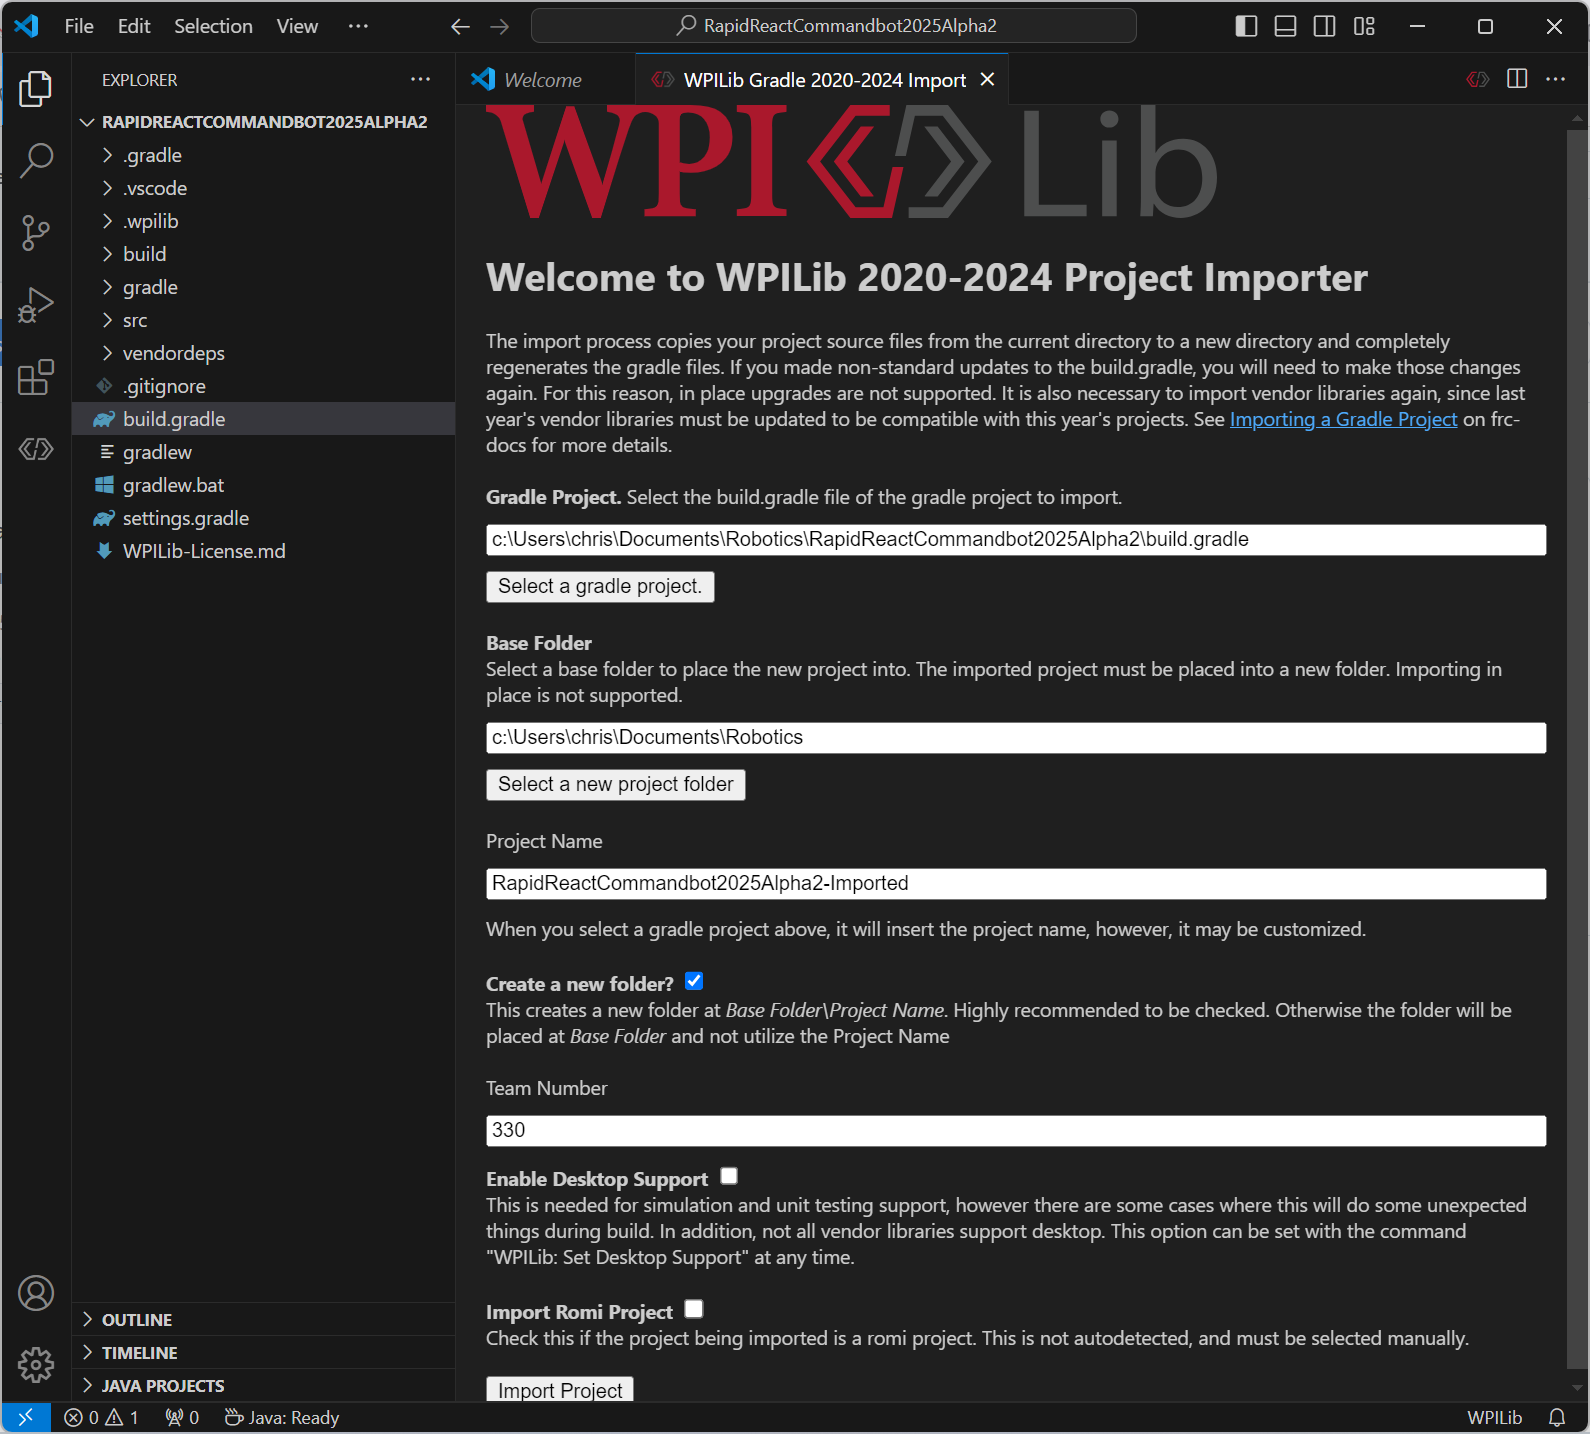 File Edit Selection View ··· RapidReactCommandbot2025Alpha2
EXPLORER
RAPIDREACTCOMMANDBOT2025ALPHA2
.gradle
.vscode
.wpilib
build
gradle
src
vendordeps
.gitignore
build.gradle
gradlew
gradlew.bat
settings.gradle
WPILib-License.md
OUTLINE
TIMELINE
JAVA PROJECTS
Welcome WPILib Gradle 2020-2024 Import
WPI Lib
Welcome to WPILib 2020-2024 Project Importer
The import process copies your project source files from the current directory to a new directory and completely
regenerates the gradle files. If you made non-standard updates to the build.gradle, you will need to make those changes
again. For this reason, in place upgrades are not supported. It is also necessary to import vendor libraries again, since last
year's vendor libraries must be updated to be compatible with this year's projects. See Importing a Gradle Project on frc-
docs for more details.
Gradle Project. Select the build.gradle file of the gradle project to import.
c:\Users\chris\Documents\Robotics\RapidReactCommandbot2025Alpha2\build.gradle
Select a gradle project.
Base Folder
Select a base folder to place the new project into. The imported project must be placed into a new folder. Importing in
place is not supported.
c:\Users\chris\Documents\Robotics
Select a new project folder
Project Name
RapidReactCommandbot2025Alpha2-Imported
When you select a gradle project above, it will insert the project name, however, it may be customized.
Create a new folder?
This creates a new folder at Base Folder\Project Name. Highly recommended to be checked. Otherwise the folder will be
placed at Base Folder and not utilize the Project Name
Team Number
330
Enable Desktop Support
This is needed for simulation and unit testing support, however there are some cases where this will do some unexpected
things during build. In addition, not all vendor libraries support desktop. This option can be set with the command
"WPILib: Set Desktop Support" at any time.
Import Romi Project
Check this if the project being imported is a romi project. This is not autodetected, and must be selected manually.
Import Project
0 1 0 Java: Ready WPILib